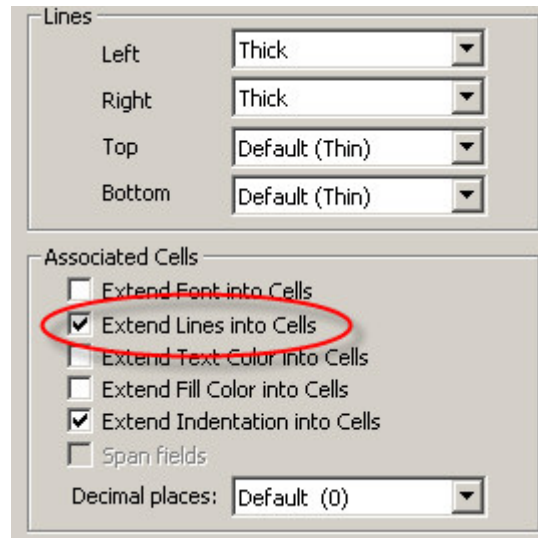 Lines
Left Thick
Right Thick
Top Default (Thin)
Bottom Default (Thin)
Associated Cells
Extend Font into Cells
Extend Lines into Cells
Extend Text Color into Cells
Extend Fill Color into Cells
Extend Indentation into Cells
Span fields
Decimal places: Default (0)